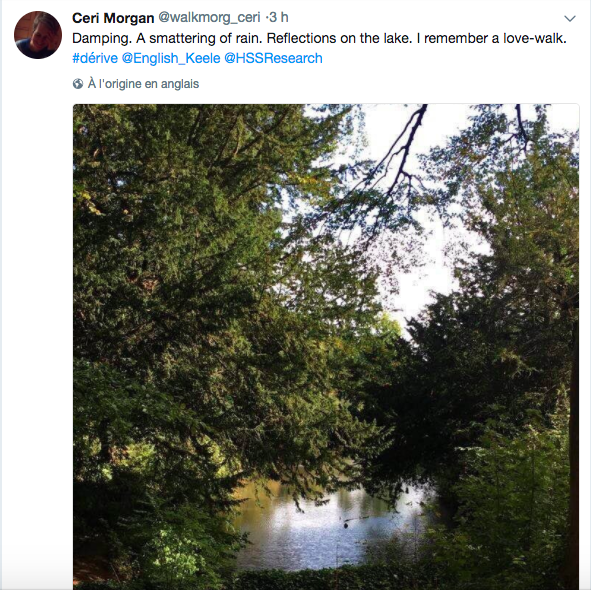 Ceri Morgan @walkmorg_ceri · 3 h
Damping. A smattering of rain. Reflections on the lake. I remember a love-walk.
#dérive @English_Keele @HSSResearch
À l'origine en anglais